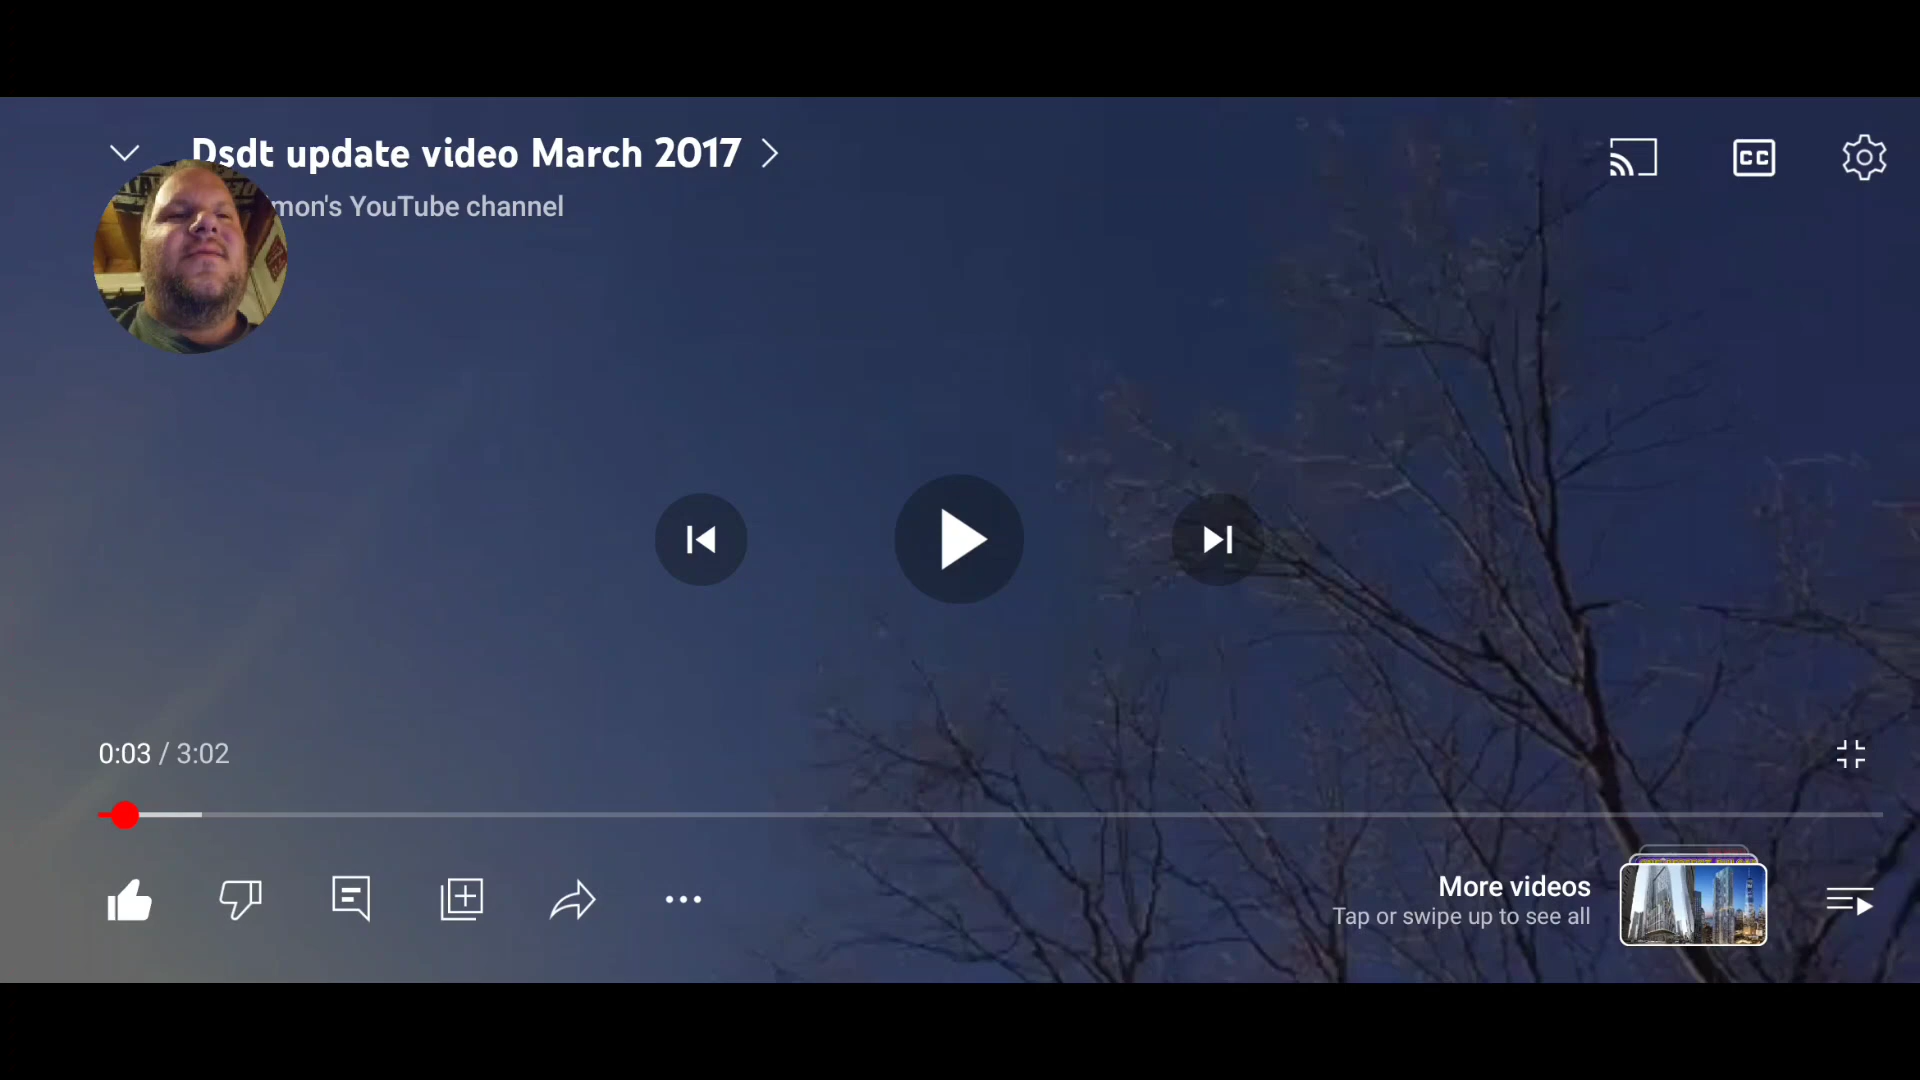 Dsdt update video March 2017
mon's YouTube channel
CC
0:03 / 3:02
More videos
Tap or swipe up to see all